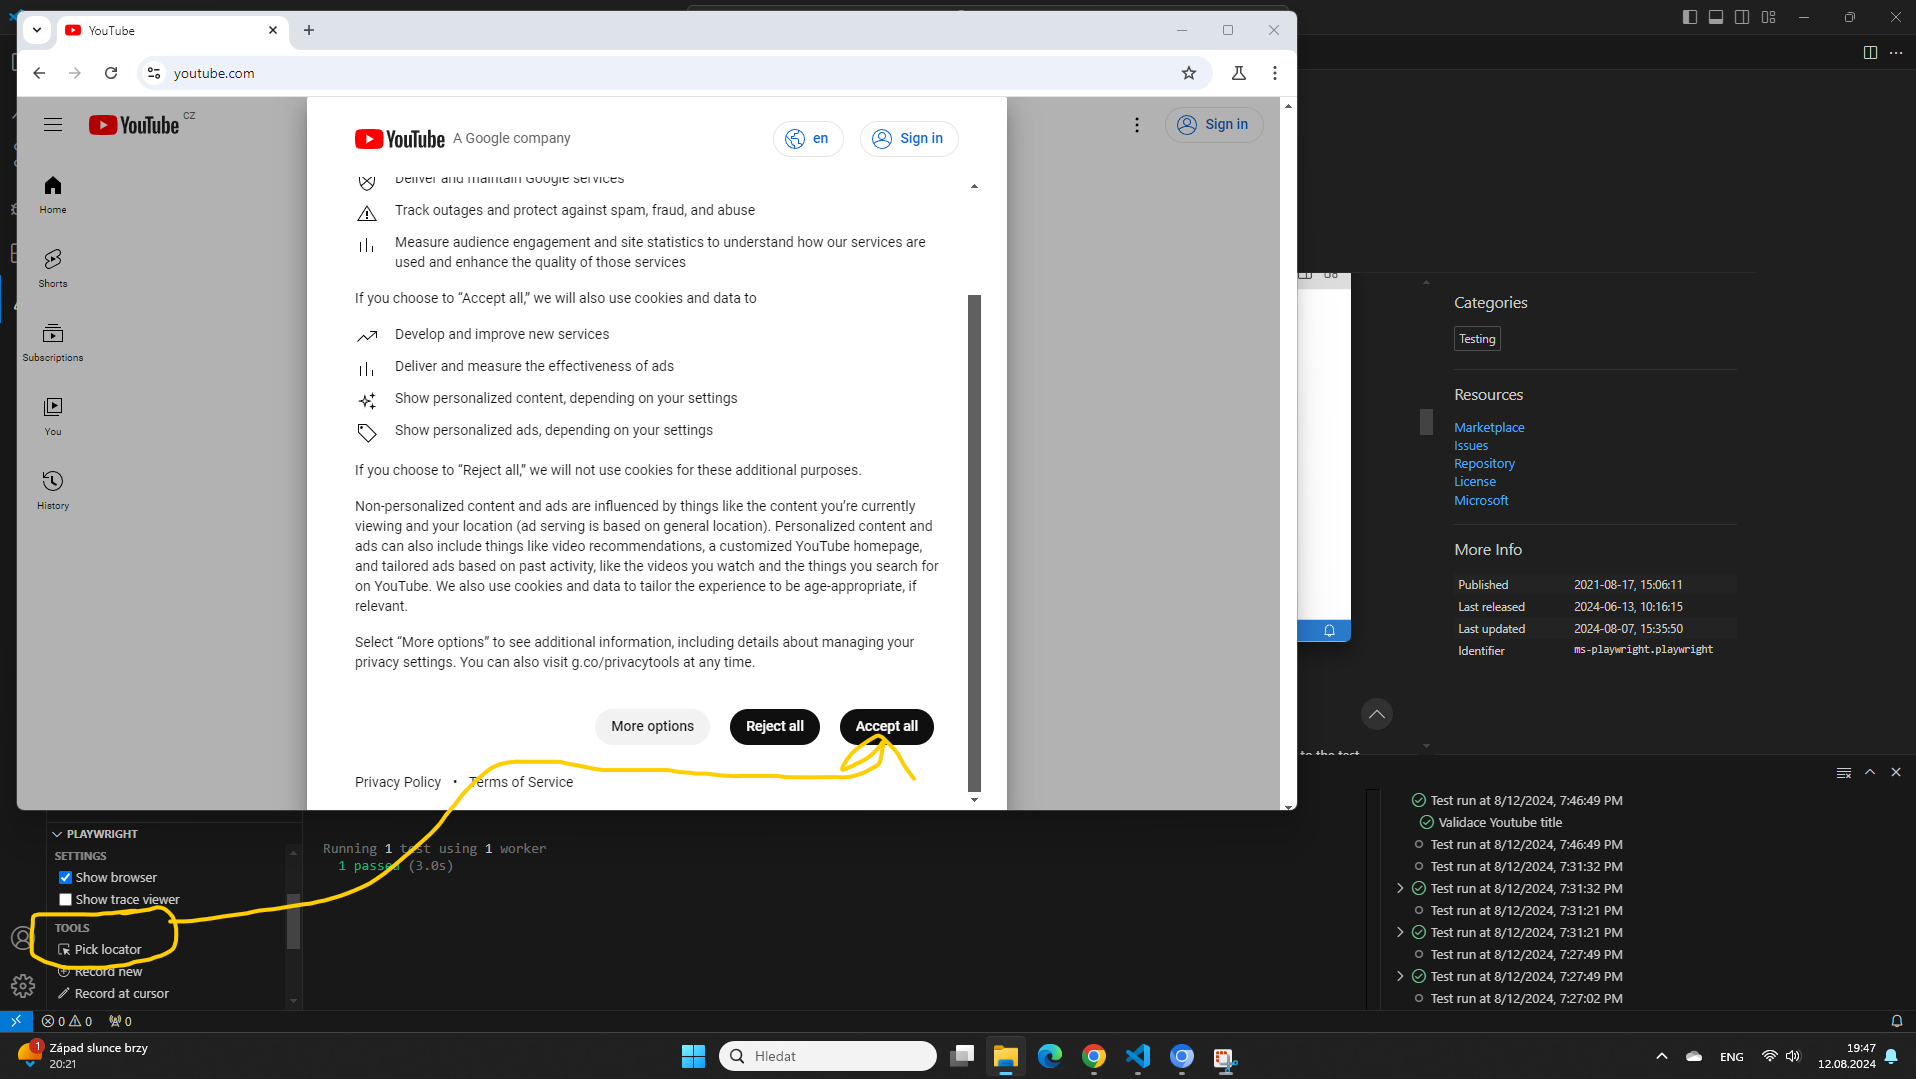 YouTube
youtube.com
YouTube CZ
Sign in
Home
Shorts
Subscriptions
You
History
YouTube A Google company
en
Sign in
Deliver and maintain Google services
Track outages and protect against spam, fraud, and abuse
Measure audience engagement and site statistics to understand how our services are
used and enhance the quality of those services
If you choose to “Accept all,” we will also use cookies and data to
Develop and improve new services
Deliver and measure the effectiveness of ads
Show personalized content, depending on your settings
Show personalized ads, depending on your settings
If you choose to “Reject all,” we will not use cookies for these additional purposes.
Non-personalized content and ads are influenced by things like the content you’re currently
viewing and your location (ad serving is based on general location). Personalized content and
ads can also include things like video recommendations, a customized YouTube homepage,
and tailored ads based on past activity, like the videos you watch and the things you search for
on YouTube. We also use cookies and data to tailor the experience to be age-appropriate, if
relevant.
Select “More options” to see additional information, including details about managing your
privacy settings. You can also visit g.co/privacytools at any time.
More options
Reject all
Accept all
Privacy Policy • Terms of Service
Categories
Testing
Resources
Marketplace
Issues
Repository
License
Microsoft
More Info
Published 2021-08-17, 15:06:11
Last released 2024-06-13, 10:16:15
Last updated 2024-08-07, 15:35:50
Identifier ms-playwright.playwright
to the test
PLAYWRIGHT
SETTINGS
Show browser
Show trace viewer
TOOLS
Pick locator
Record new
Record at cursor
Running 1 test using 1 worker
1 passed (3.0s)
Test run at 8/12/2024, 7:46:49 PM
Validace Youtube title
Test run at 8/12/2024, 7:46:49 PM
Test run at 8/12/2024, 7:31:32 PM
Test run at 8/12/2024, 7:31:32 PM
Test run at 8/12/2024, 7:31:21 PM
Test run at 8/12/2024, 7:31:21 PM
Test run at 8/12/2024, 7:27:49 PM
Test run at 8/12/2024, 7:27:49 PM
Test run at 8/12/2024, 7:27:02 PM
0 0 0
1
Západ slunce brzy
20:21
Hledat
ENG
19:47
12.08.2024